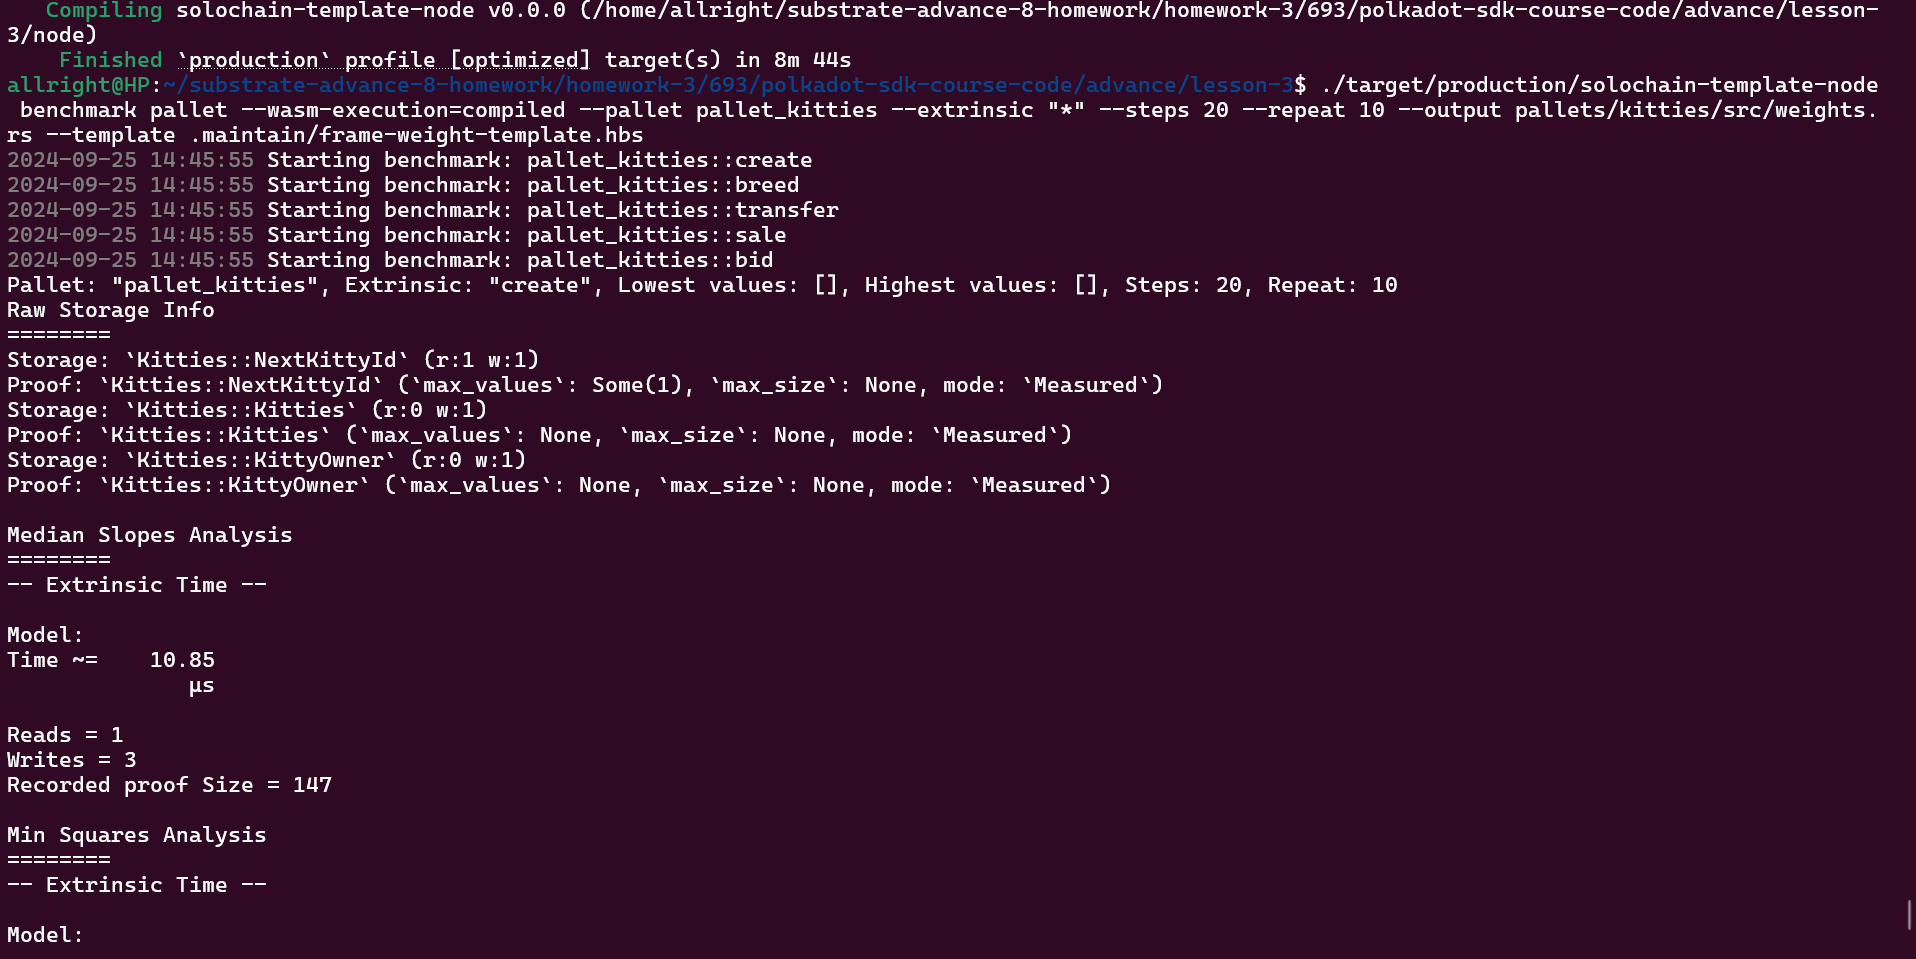 Compiling solochain-template-node v0.0.0 (/home/allright/substrate-advance-8-homework/homework-3/693/polkadot-sdk-course-code/advance/lesson-
3/node)
Finished `production` profile [optimized] target(s) in 8m 44s
allright@HP:~/substrate-advance-8-homework/homework-3/693/polkadot-sdk-course-code/advance/lesson-3$ ./target/production/solochain-template-node
benchmark pallet --wasm-execution=compiled --pallet pallet_kitties --extrinsic "*" --steps 20 --repeat 10 --output pallets/kitties/src/weights.
rs --template .maintain/frame-weight-template.hbs
2024-09-25 14:45:55 Starting benchmark: pallet_kitties::create
2024-09-25 14:45:55 Starting benchmark: pallet_kitties::breed
2024-09-25 14:45:55 Starting benchmark: pallet_kitties::transfer
2024-09-25 14:45:55 Starting benchmark: pallet_kitties::sale
2024-09-25 14:45:55 Starting benchmark: pallet_kitties::bid
Pallet: "pallet_kitties", Extrinsic: "create", Lowest values: [], Highest values: [], Steps: 20, Repeat: 10
Raw Storage Info
========
Storage: `Kitties::NextKittyId` (r:1 w:1)
Proof: `Kitties::NextKittyId` (`max_values`: Some(1), `max_size`: None, mode: `Measured`)
Storage: `Kitties::Kitties` (r:0 w:1)
Proof: `Kitties::Kitties` (`max_values`: None, `max_size`: None, mode: `Measured`)
Storage: `Kitties::KittyOwner` (r:0 w:1)
Proof: `Kitties::KittyOwner` (`max_values`: None, `max_size`: None, mode: `Measured`)
Median Slopes Analysis
========
-- Extrinsic Time --
Model:
Time ~=    10.85
µs
Reads = 1
Writes = 3
Recorded proof Size = 147
Min Squares Analysis
========
-- Extrinsic Time --
Model: